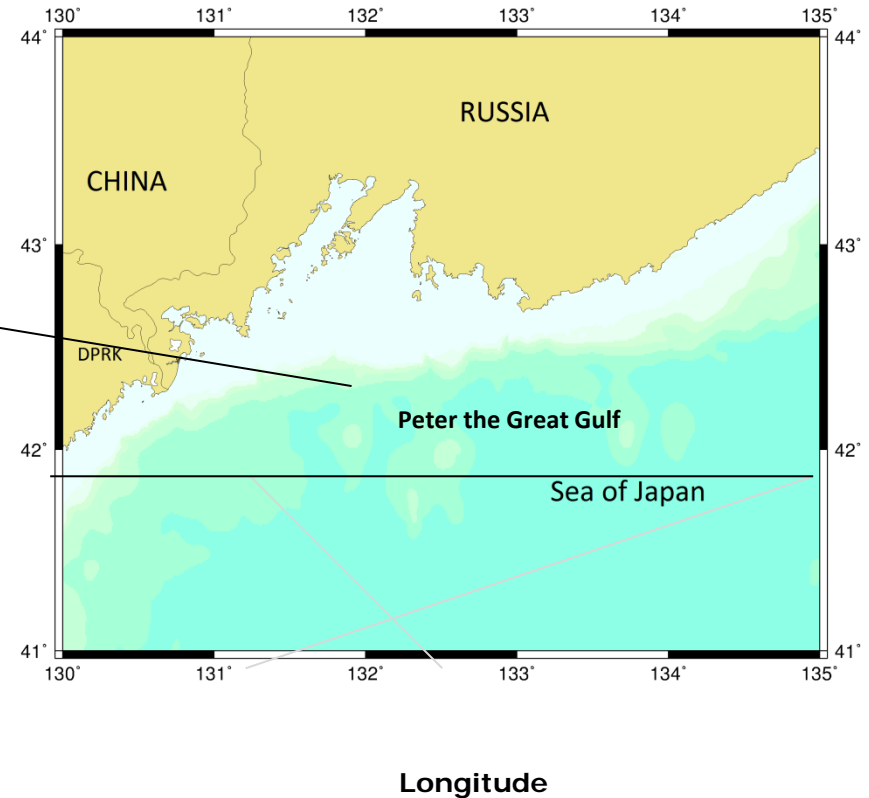 130˚ 131˚ 132˚ 133˚ 134˚ 135˚
44˚ 44˚
RUSSIA
CHINA
43˚ 43˚
DPRK
Peter the Great Gulf
42˚ 42˚
Sea of Japan
41˚ 41˚
130˚ 131˚ 132˚ 133˚ 134˚ 135˚
Longitude